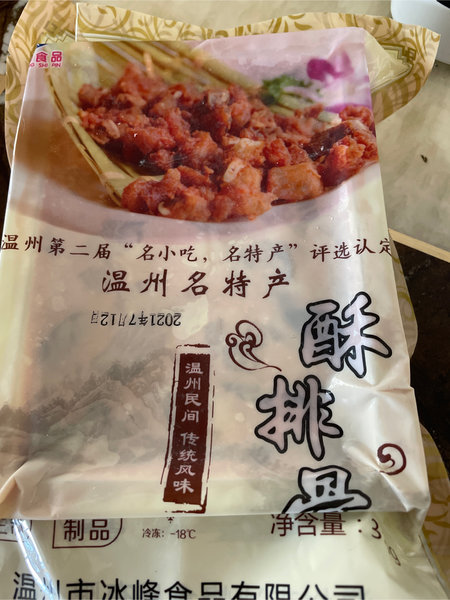 食品
SHI PIN
温州第二届“名小吃，名特产”评选认定
温州名特产
2021年7月12日
酥排骨
温州民间 传统风味
制品
冷冻：-18℃
净含量：
g
温州市冰峰食品有限公司